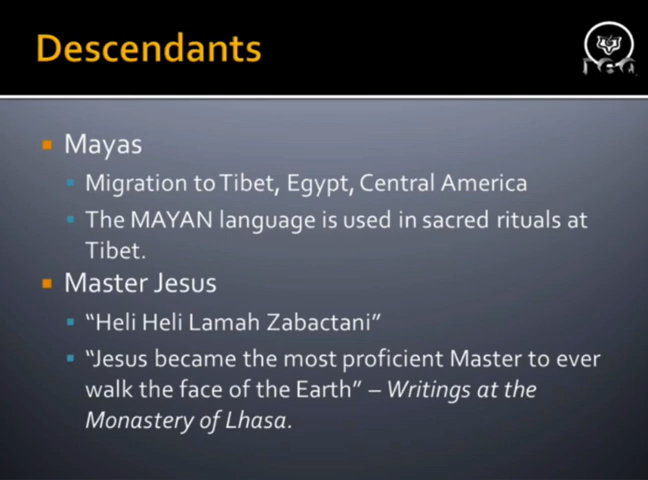 Descendants
Mayas
Migration to Tibet, Egypt, Central America
The MAYAN language is used in sacred rituals at
Tibet.
Master Jesus
“Heli Heli Lamah Zabactani”
“Jesus became the most proficient Master to ever
walk the face of the Earth” – Writings at the
Monastery of Lhasa.